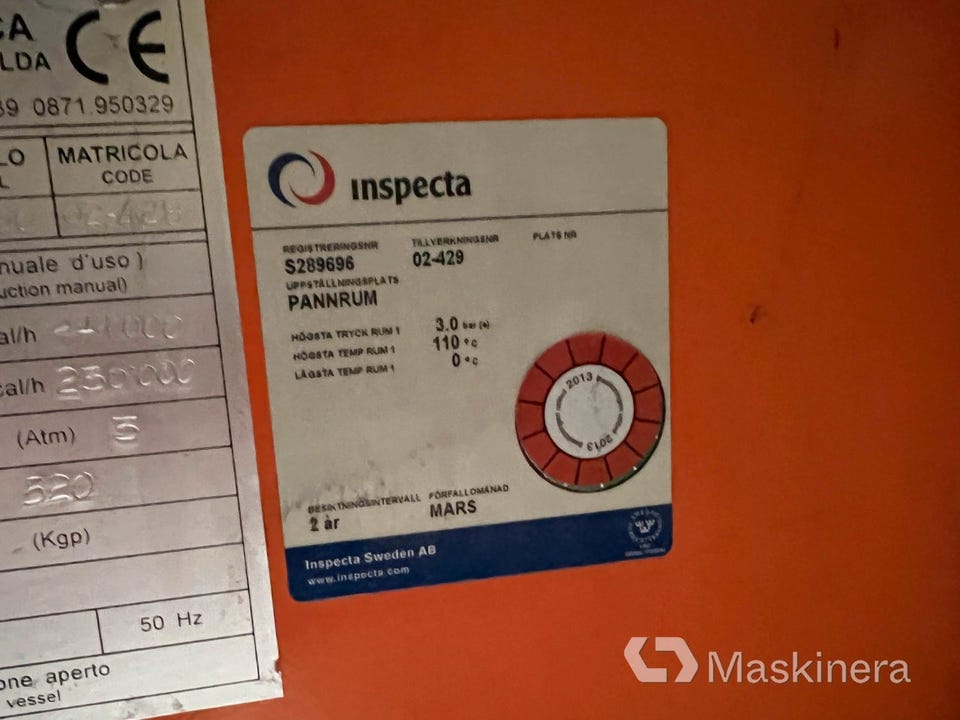 CA
LDA
CE
39 0871.950329
LO MATRICOLA
L CODE
nuale d'uso )
uction manual)
al/h
cal/h 230'000
(Atm)
520
(Kgp)
50 Hz
one aperto
vessel
inspecta
REGISTRERINGSNR TILLVERKNINGSNR PLATS NR
S289696 02-429
UPPSTÄLLNINGSPLATS
PANNRUM
HÖGSTA TRYCK RUM 1 3.0 bar (e)
HÖGSTA TEMP RUM 1 110 °C
LÄGSTA TEMP RUM 1 0 °C
2013
2013
BESIKTNINGSINTERVALL FÖRFALLOMÅNAD
2 år MARS
Inspecta Sweden AB
www.inspecta.com
Maskinera